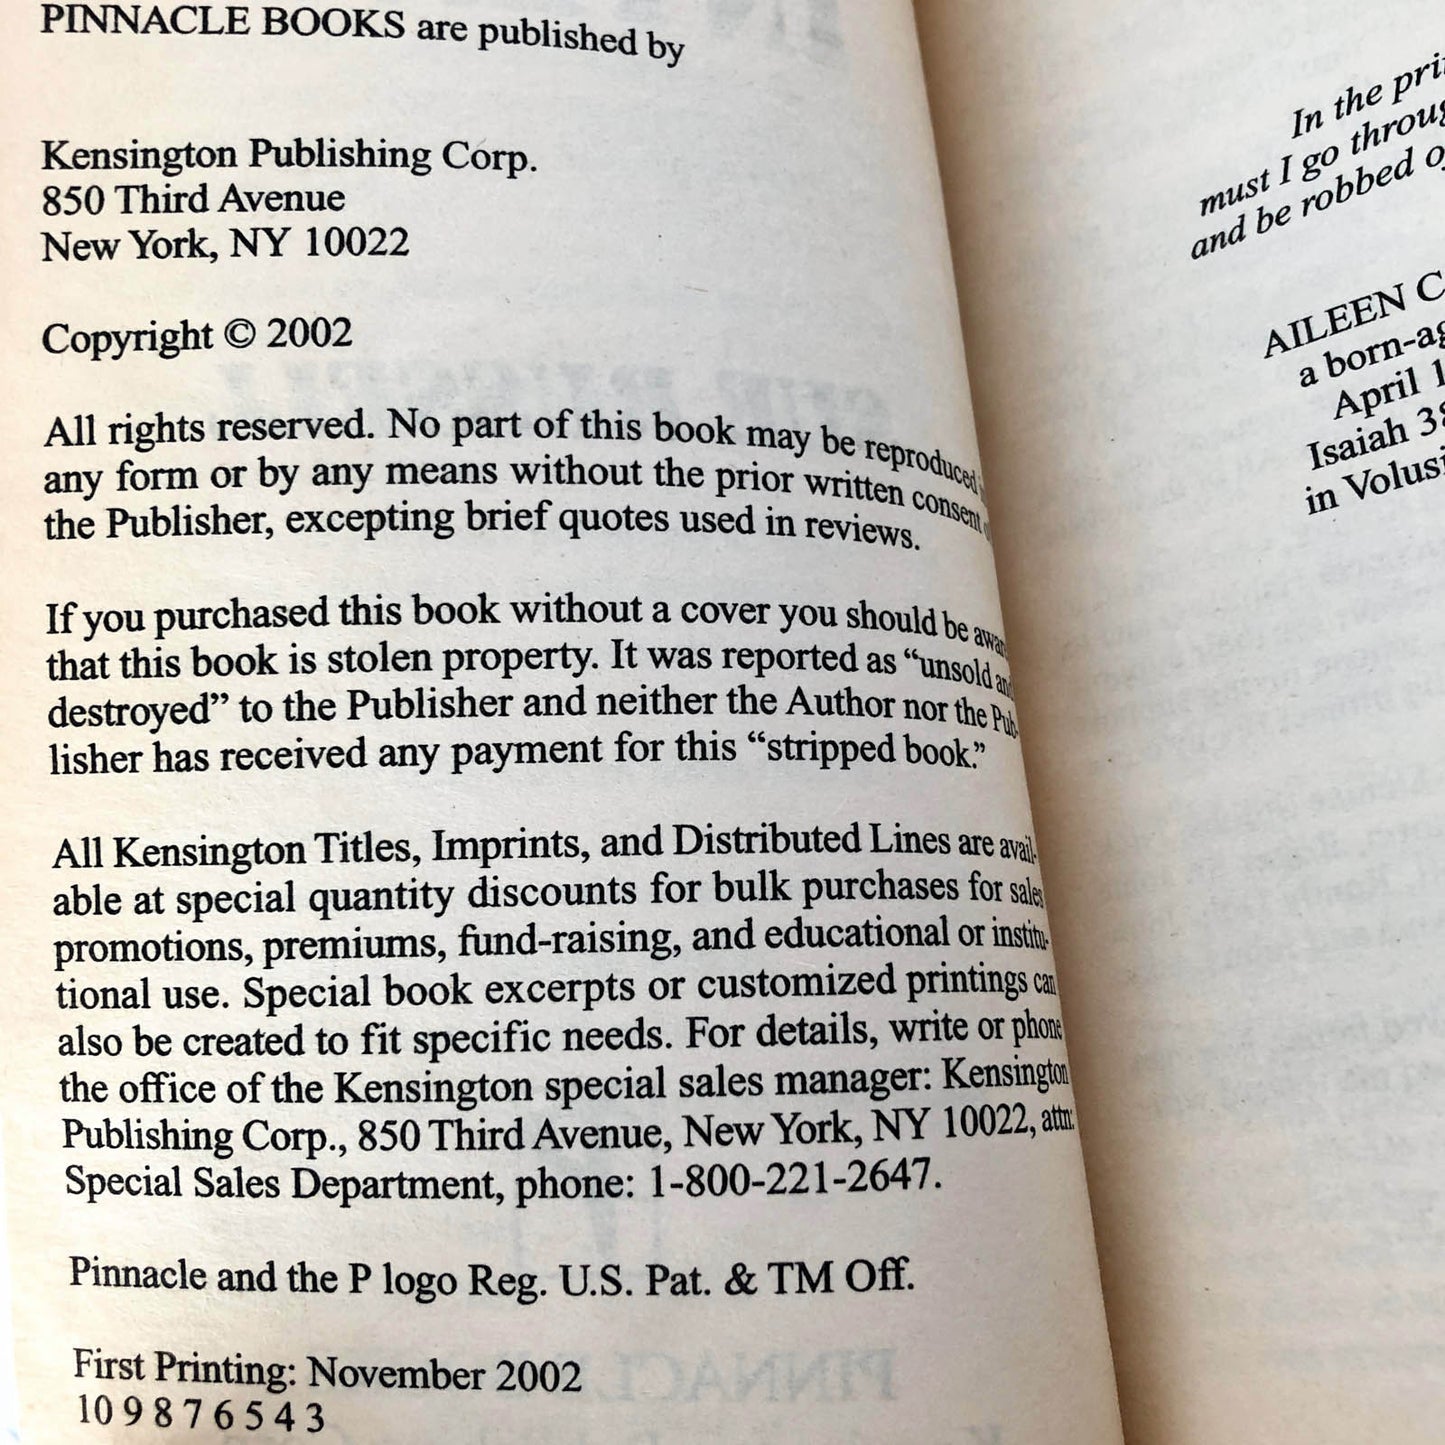 PINNACLE BOOKS are published by
Kensington Publishing Corp.
850 Third Avenue
New York, NY 10022
Copyright © 2002
All rights reserved. No part of this book may be reproduced
any form or by any means without the prior written consent
the Publisher, excepting brief quotes used in reviews.
If you purchased this book without a cover you should be
that this book is stolen property. It was reported as “unsold
destroyed” to the Publisher and neither the Author nor the Pub-
lisher has received any payment for this “stripped book.”
All Kensington Titles, Imprints, and Distributed Lines are avail-
able at special quantity discounts for bulk purchases for sales
promotions, premiums, fund-raising, and educational or institu-
tional use. Special book excerpts or customized printings can
also be created to fit specific needs. For details, write or phone
the office of the Kensington special sales manager: Kensington
Publishing Corp., 850 Third Avenue, New York, NY 10022, attn:
Special Sales Department, phone: 1-800-221-2647.
Pinnacle and the P logo Reg. U.S. Pat. & TM Off.
First Printing: November 2002
10 9 8 7 6 5 4 3
In the
must I go
and be robbed
AILEEN
a
April
Isaiah
in